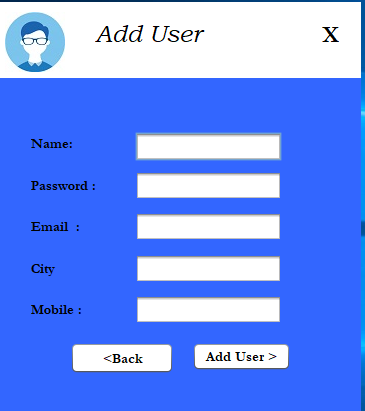 Add User X
Name:
Password :
Email :
City
Mobile :
<Back Add User >